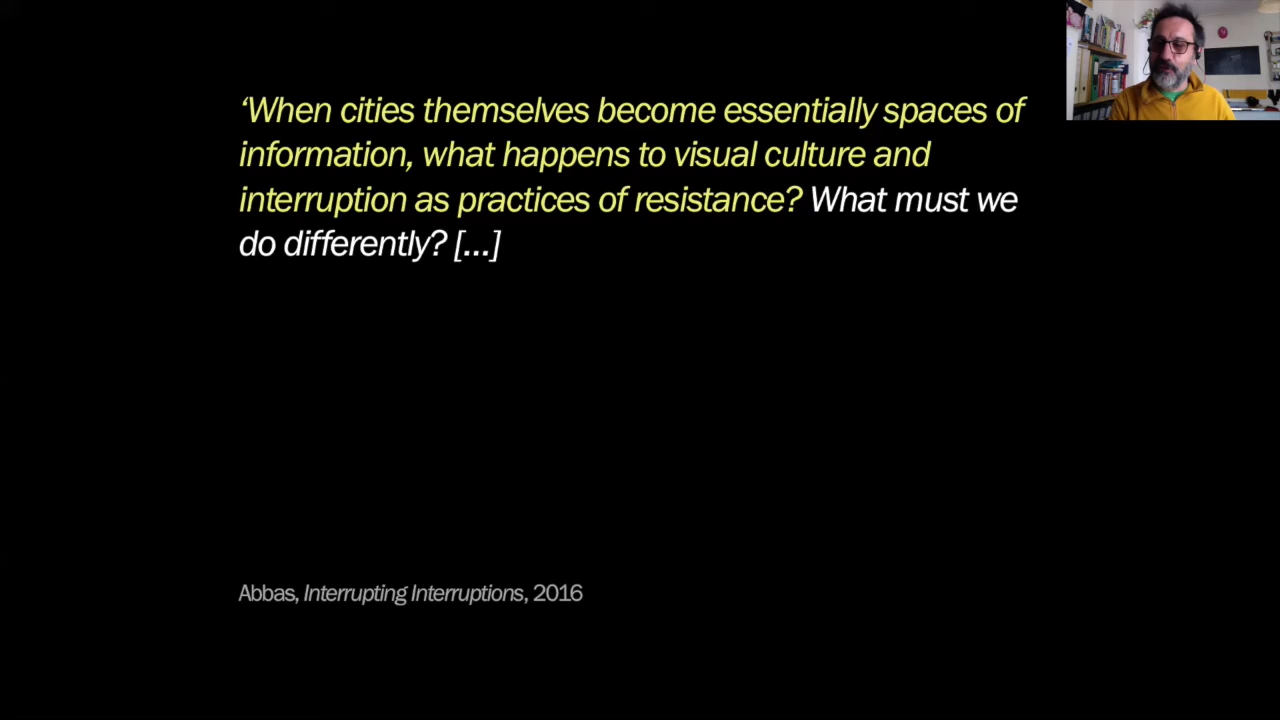 ‘When cities themselves become essentially spaces of
information, what happens to visual culture and
interruption as practices of resistance? What must we
do differently? [...]
Abbas, Interrupting Interruptions, 2016